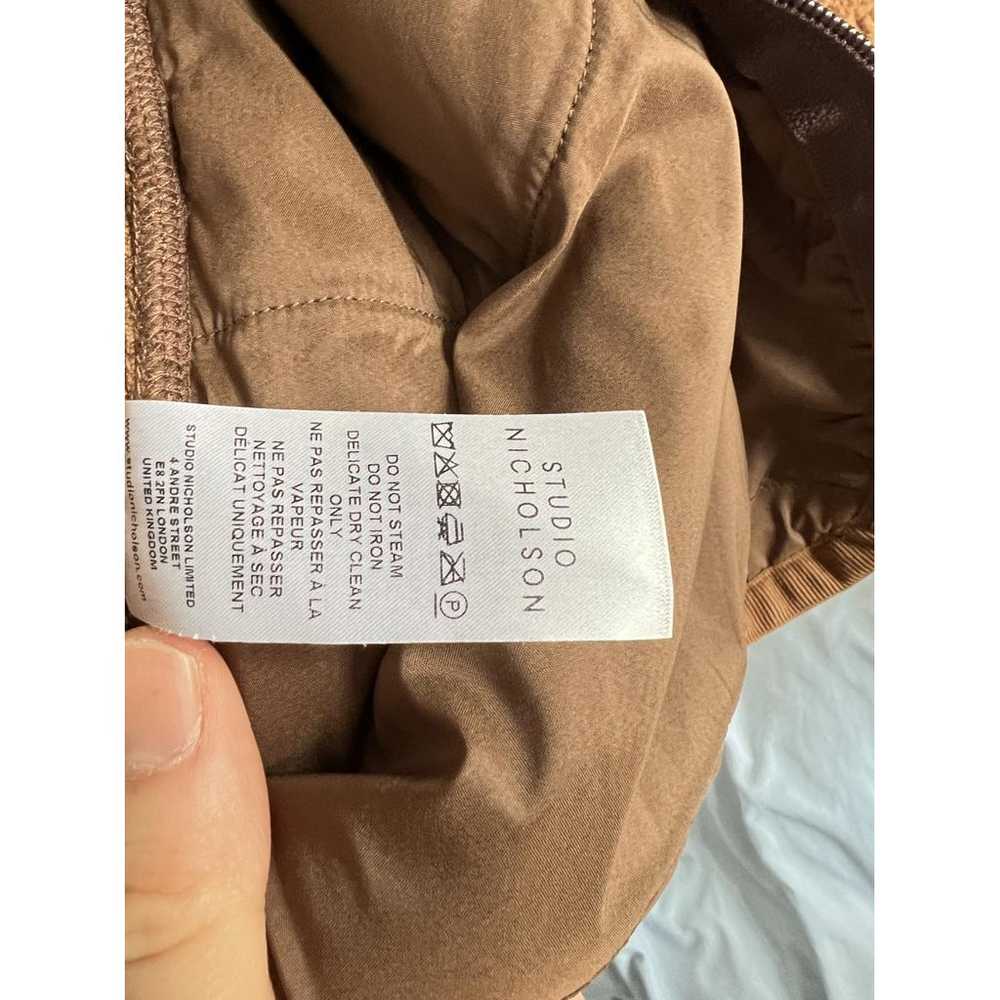 STUDIO
NICHOLSON
P
DO NOT STEAM
DO NOT IRON
DELICATE DRY CLEAN
ONLY
NE PAS REPASSER À LA
VAPEUR
NE PAS REPASSER
NETTOYAGE À SEC
DÉLICAT UNIQUEMENT
STUDIO NICHOLSON LIMITED
4 ANDRE STREET
E8 2FN LONDON
UNITED KINGDOM
www.studionicholson.com